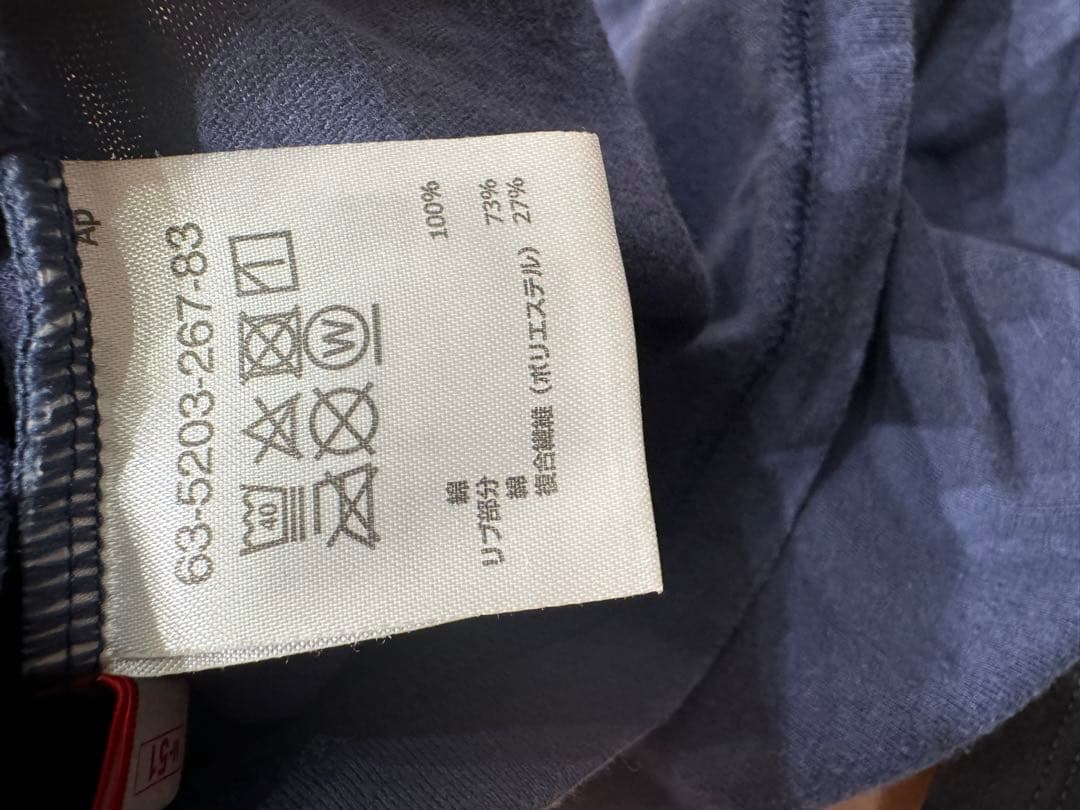 Ap
63-5203-267-83
40
W
綿 100%
リブ部分
綿 73%
複合繊維（ポリエステル） 27%